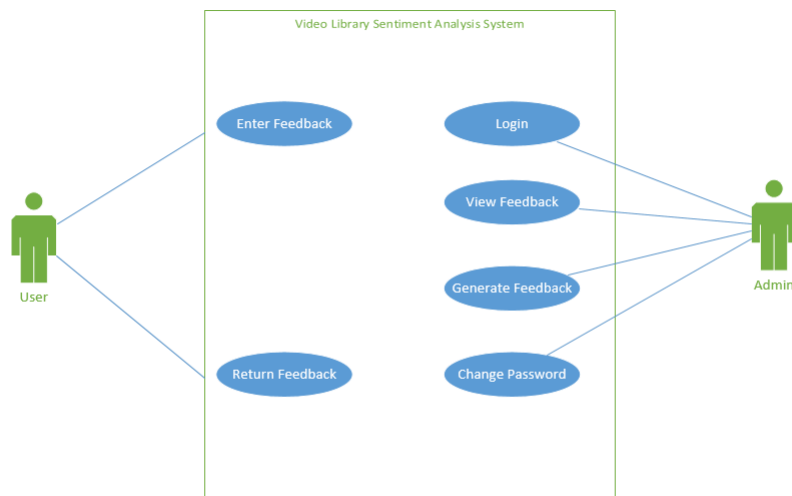 Video Library Sentiment Analysis System
Enter Feedback
Login
View Feedback
User
Generate Feedback
Admin
Return Feedback
Change Password